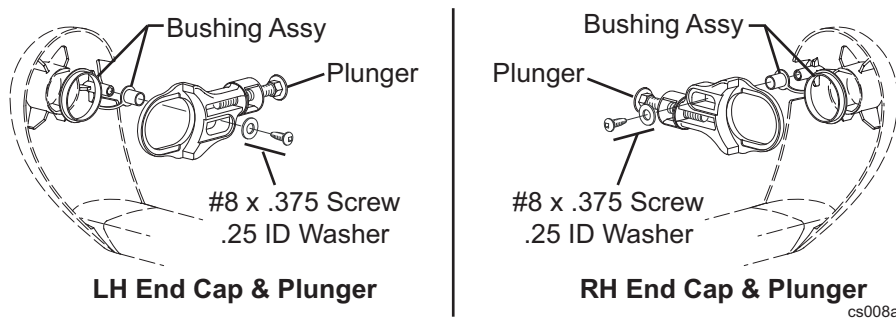 Bushing Assy
Plunger
#8 x .375 Screw
.25 ID Washer
LH End Cap & Plunger
Bushing Assy
Plunger
#8 x .375 Screw
.25 ID Washer
RH End Cap & Plunger
cs008a